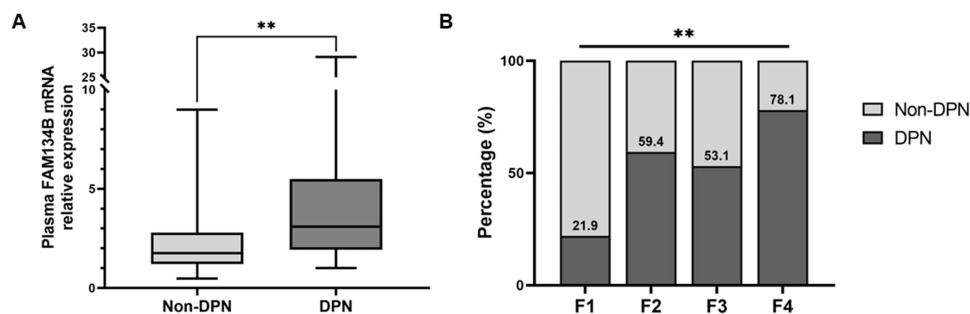 A
Plasma FAM134B mRNA
relative expression
35
30
25
10
5
0
**
Non-DPN
DPN
B
Percentage (%)
100
50
0
**
21.9
59.4
53.1
78.1
F1
F2
F3
F4
Non-DPN
DPN